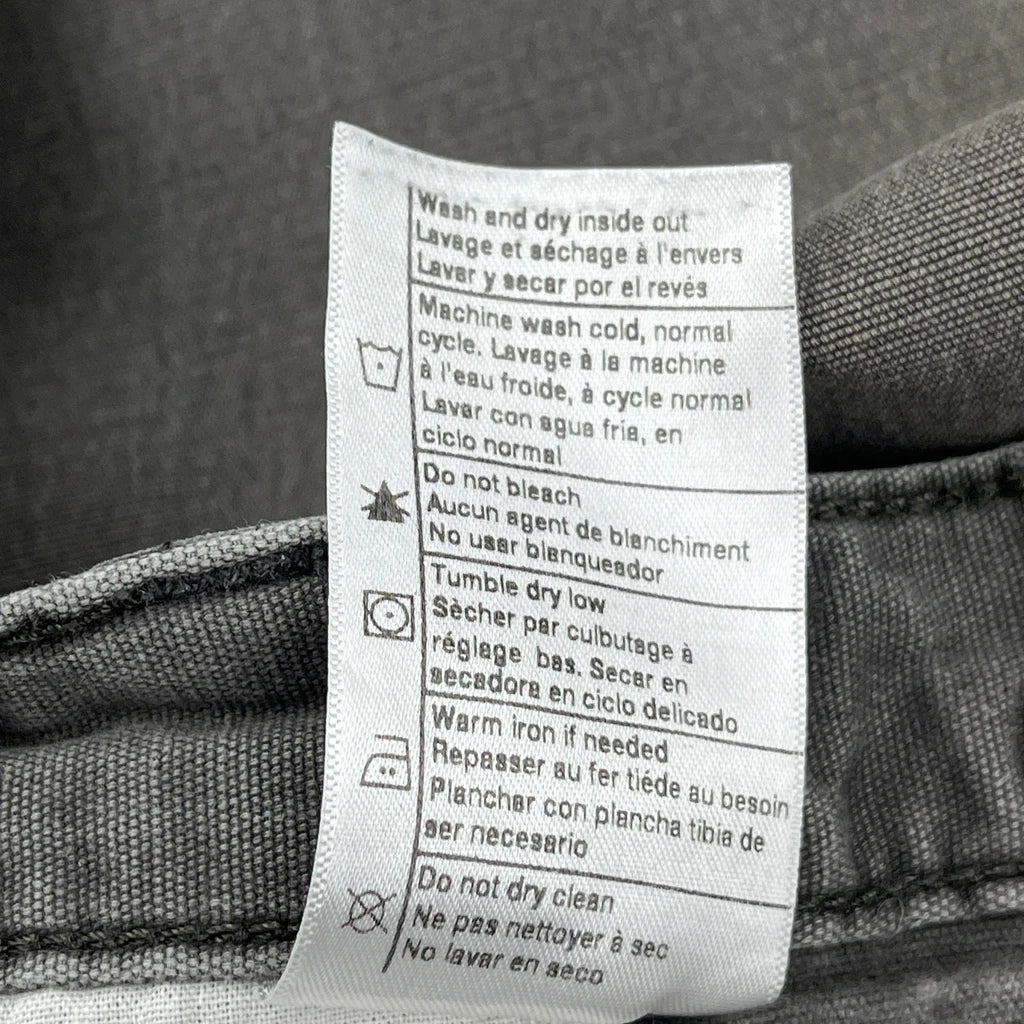 Wash and dry inside out
Lavage et séchage à l'envers
Lavar y secar por el revés
Machine wash cold, normal
cycle. Lavage à la machine
à l'eau froide, à cycle normal
Lavar con agua fria, en
ciclo normal
Do not bleach
Aucun agent de blanchiment
No usar blanqueador
Tumble dry low
Sècher par culbutage à
réglage bas. Secar en
secadora en ciclo delicado
Warm iron if needed
Repasser au fer tiéde au besoin
Planchar con plancha tibia de
ser necesario
Do not dry clean
Ne pas nettoyer à sec
No lavar en seco